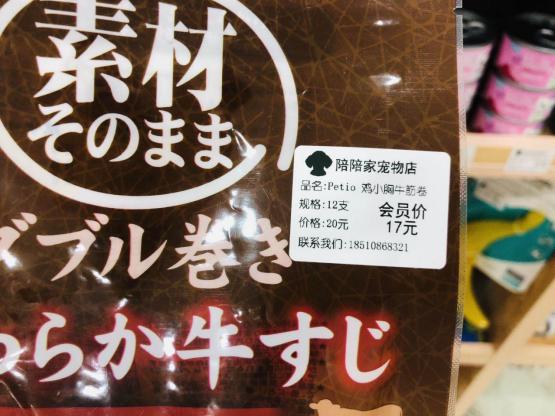 素材
そのまま
ダブル巻き
わらか牛すじ
陪陪家宠物店
品名:Petio 鸡小胸牛筋卷
规格:12支
会员价
价格:20元
17元
联系我们:18510868321